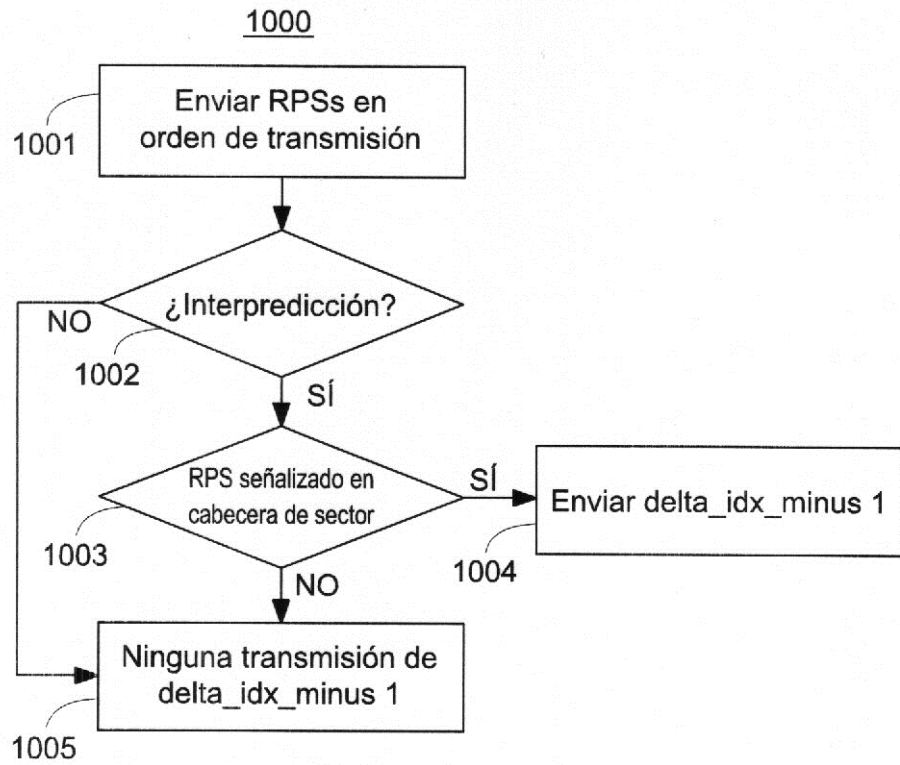 1000
Enviar RPSs en
orden de transmisión
1001
¿Interpredicción?
NO
1002
SÍ
RPS señalizado en
cabecera de sector
SÍ
1003
Enviar delta_idx_minus 1
1004
NO
Ninguna transmisión de
delta_idx_minus 1
1005